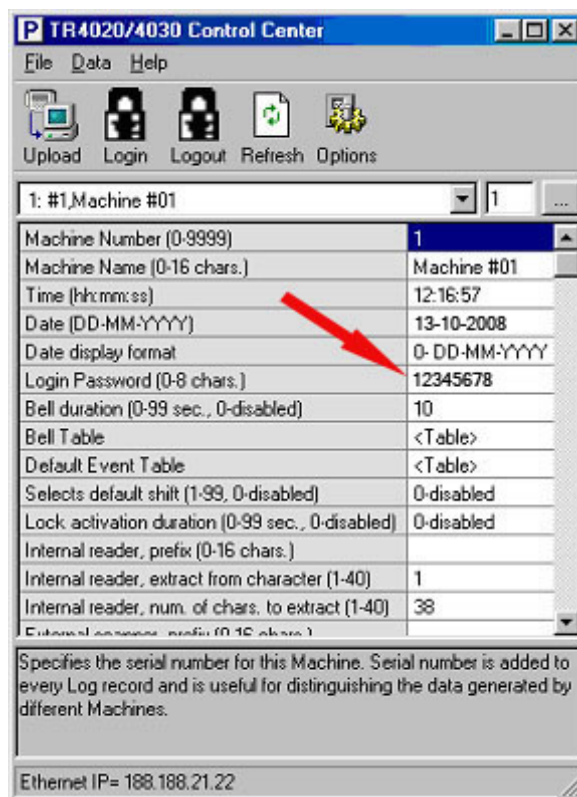 TR4020/4030 Control Center
File Data Help
Upload Login Logout Refresh Options
1: #1,Machine #01 1 ...
Machine Number (0-9999) 1
Machine Name (0-16 chars.) Machine #01
Time (hh:mm:ss) 12:16:57
Date (DD-MM-YYYY) 13-10-2008
Date display format 0- DD-MM-YYYY
Login Password (0-8 chars.) 12345678
Bell duration (0-99 sec., 0-disabled) 10
Bell Table <Table>
Default Event Table <Table>
Selects default shift (1-99, 0-disabled) 0-disabled
Lock activation duration (0-99 sec., 0-disabled) 0-disabled
Internal reader, prefix (0-16 chars.)
Internal reader, extract from character (1-40) 1
Internal reader, num. of chars. to extract (1-40) 38
External scanner, prefix (0-16 chars.)
Specifies the serial number for this Machine. Serial number is added to
every Log record and is useful for distinguishing the data generated by
different Machines.
Ethernet IP= 188.188.21.22